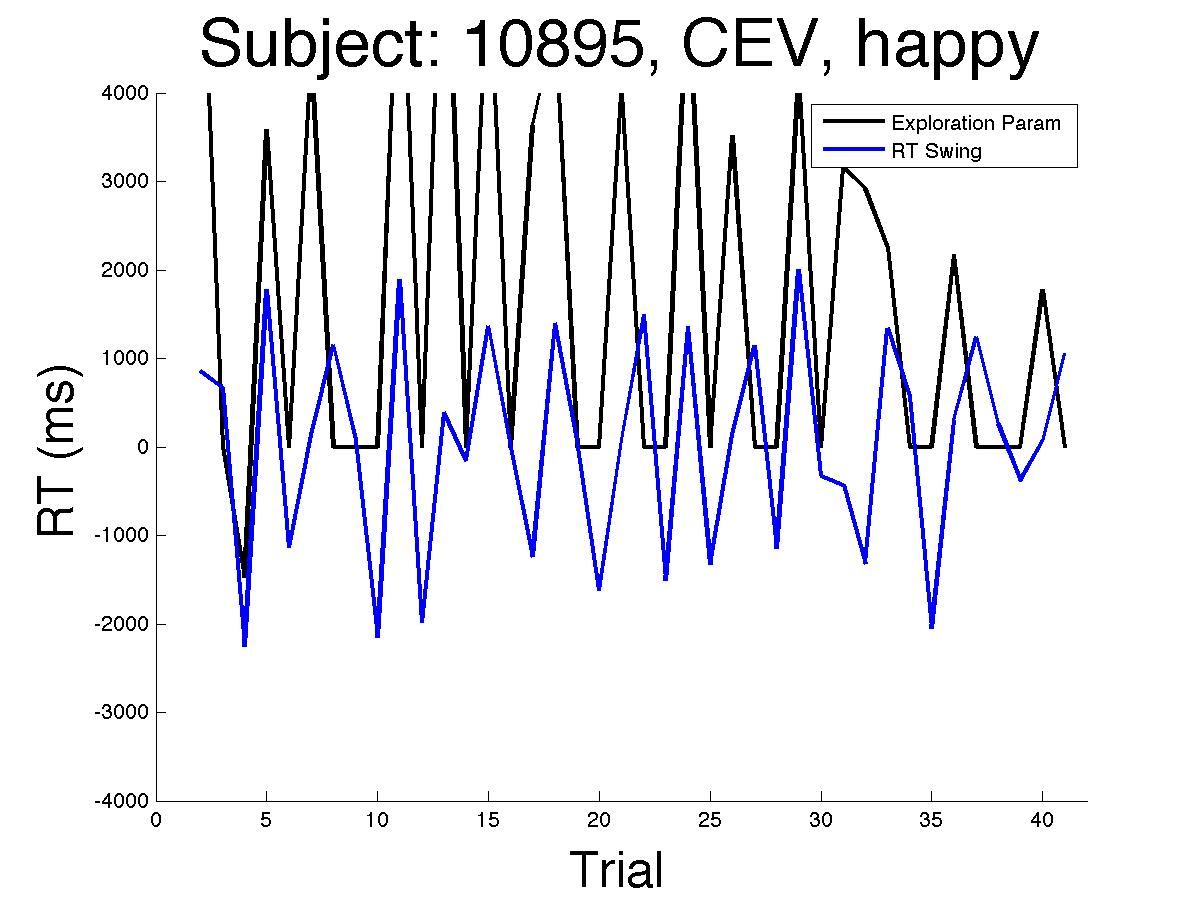 Subject: 10895, CEV, happy
Exploration Param
RT Swing
4000
3000
2000
1000
0
-1000
-2000
-3000
-4000
RT (ms)
0 5 10 15 20 25 30 35 40
Trial